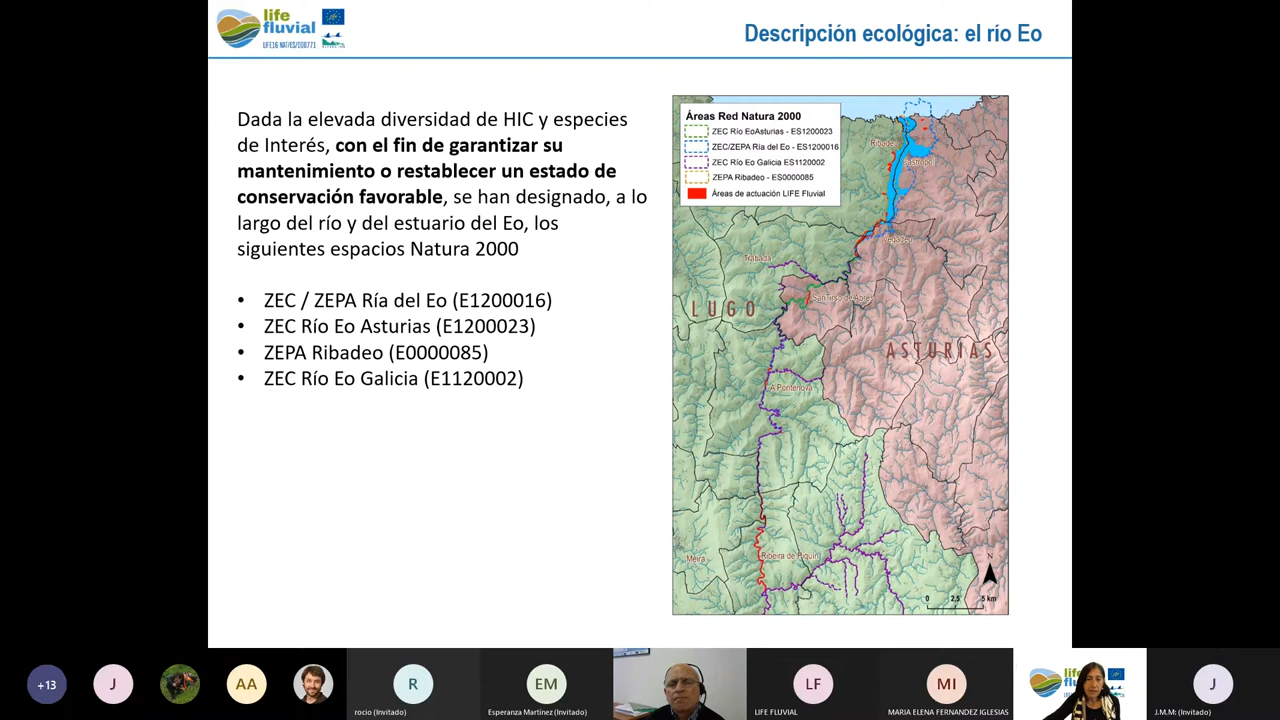 life
fluvial
LIFE16 NAT/ES/000771
Descripción ecológica: el río Eo
Dada la elevada diversidad de HIC y especies
de Interés, con el fin de garantizar su
mantenimiento o restablecer un estado de
conservación favorable, se han designado, a lo
largo del río y del estuario del Eo, los
siguientes espacios Natura 2000
• ZEC / ZEPA Ría del Eo (E1200016)
• ZEC Río Eo Asturias (E1200023)
• ZEPA Ribadeo (E0000085)
• ZEC Río Eo Galicia (E1120002)
Áreas Red Natura 2000
ZEC Río EoAsturias - ES1200023
ZEC/ZEPA Ría del Eo - ES1200016
ZEC Río Eo Galicia ES1120002
ZEPA Ribadeo - ES0000085
Áreas de actuación LIFE Fluvial
Ribadeo
Castropol
Vegadeo
Trabada
San Tirso de Abres
LUGO
ASTURIAS
A Pontenova
Meira
Ribeira de Piquín
N
0 2,5 5 km
+13
J
AA
R
rocio (Invitado)
EM
Esperanza Martínez (Invitado)
LF
LIFE FLUVIAL
MI
MARIA ELENA FERNANDEZ IGLESIAS
life
fluvial
J
J.M.M: (Invitado)